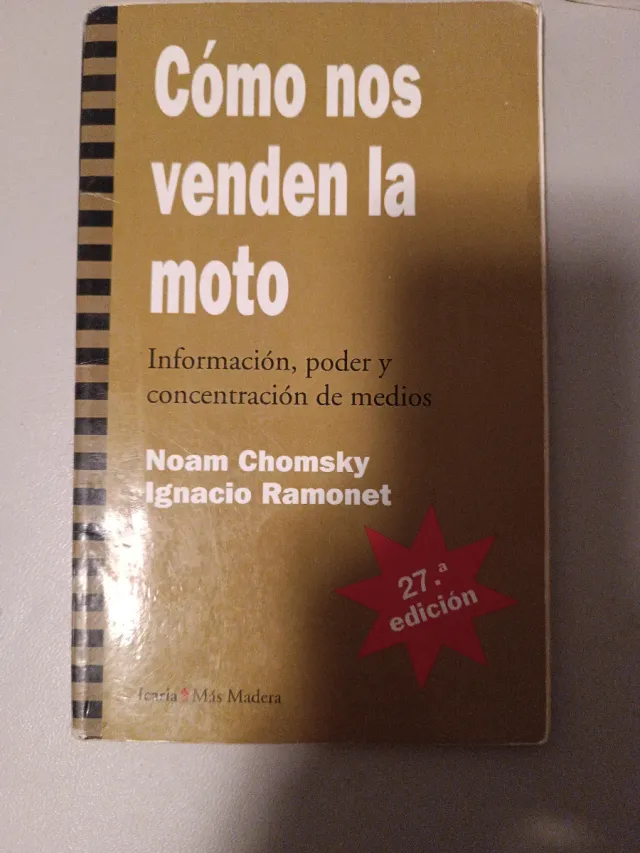 Cómo nos
venden la
moto
Información, poder y
concentración de medios
Noam Chomsky
Ignacio Ramonet
27.ª
edición
Icaria Más Madera